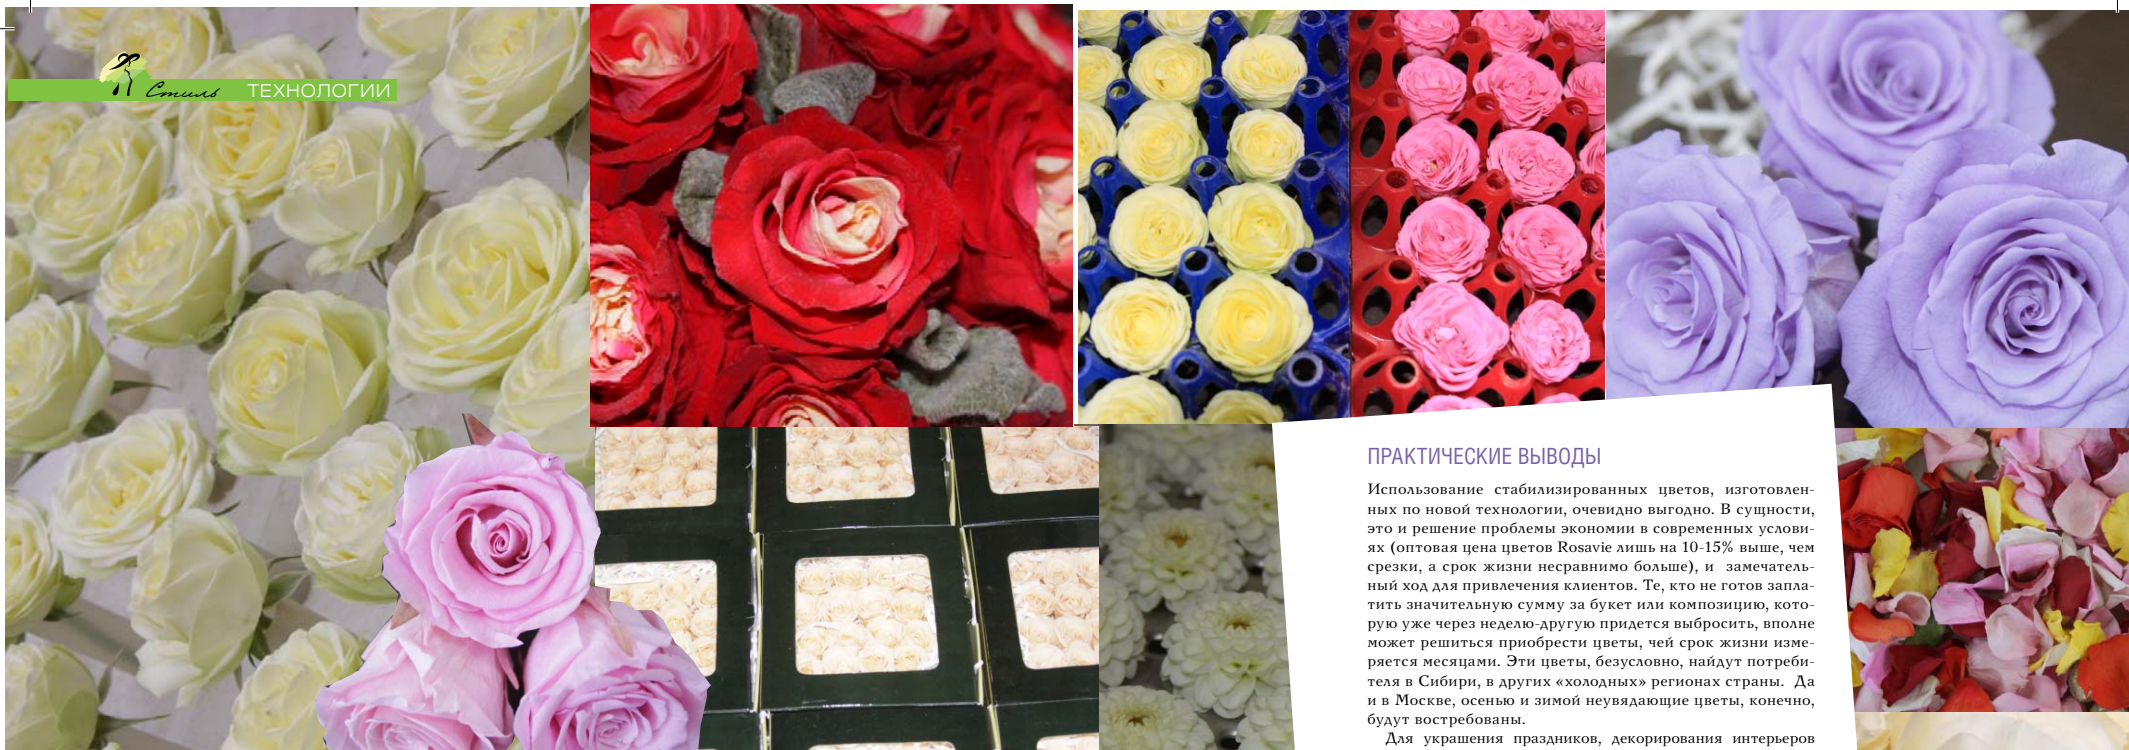 Стиль ТЕХНОЛОГИИ
ПРАКТИЧЕСКИЕ ВЫВОДЫ
Использование стабилизированных цветов, изготовлен-
ных по новой технологии, очевидно выгодно. В сущности,
это и решение проблемы экономии в современных услови-
ях (оптовая цена цветов Rosavie лишь на 10-15% выше, чем
срезки, а срок жизни несравнимо больше), и замечатель-
ный ход для привлечения клиентов. Те, кто не готов запла-
тить значительную сумму за букет или композицию, кото-
рую уже через неделю-другую придется выбросить, вполне
может решиться приобрести цветы, чей срок жизни изме-
ряется месяцами. Эти цветы, безусловно, найдут потреби-
теля в Сибири, в других «холодных» регионах страны. Да
и в Москве, осенью и зимой неувядающие цветы, конечно,
будут востребованы.
Для украшения праздников, декорирования интерьеров